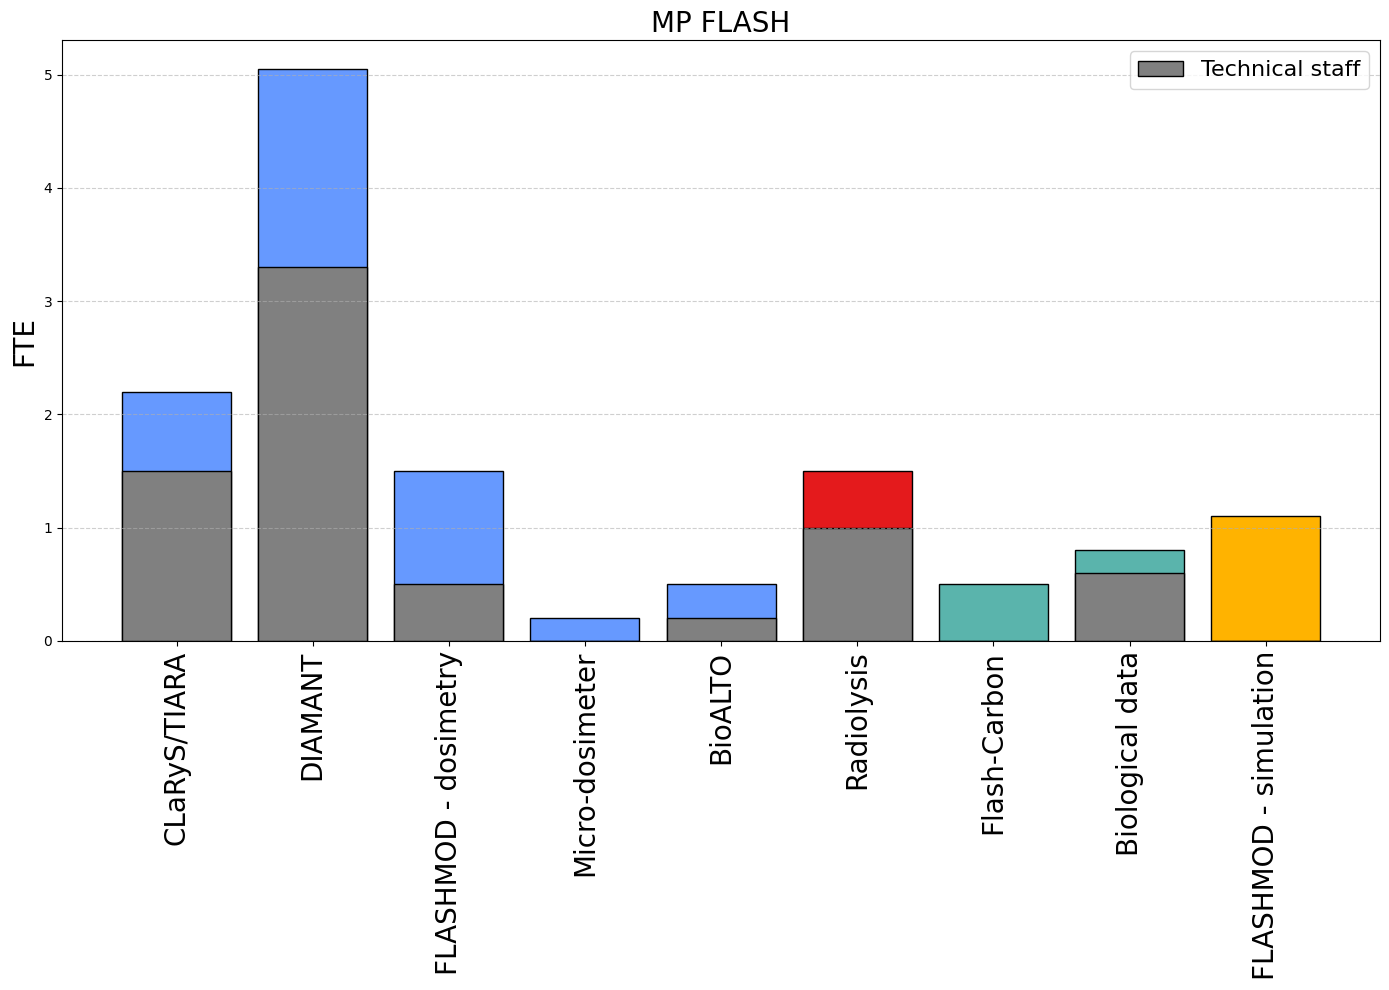 MP FLASH
Technical staff
FTE
5
4
3
2
1
0
CLaRyS/TIARA
DIAMANT
FLASHMOD - dosimetry
Micro-dosimeter
BioALTO
Radiolysis
Flash-Carbon
Biological data
FLASHMOD - simulation